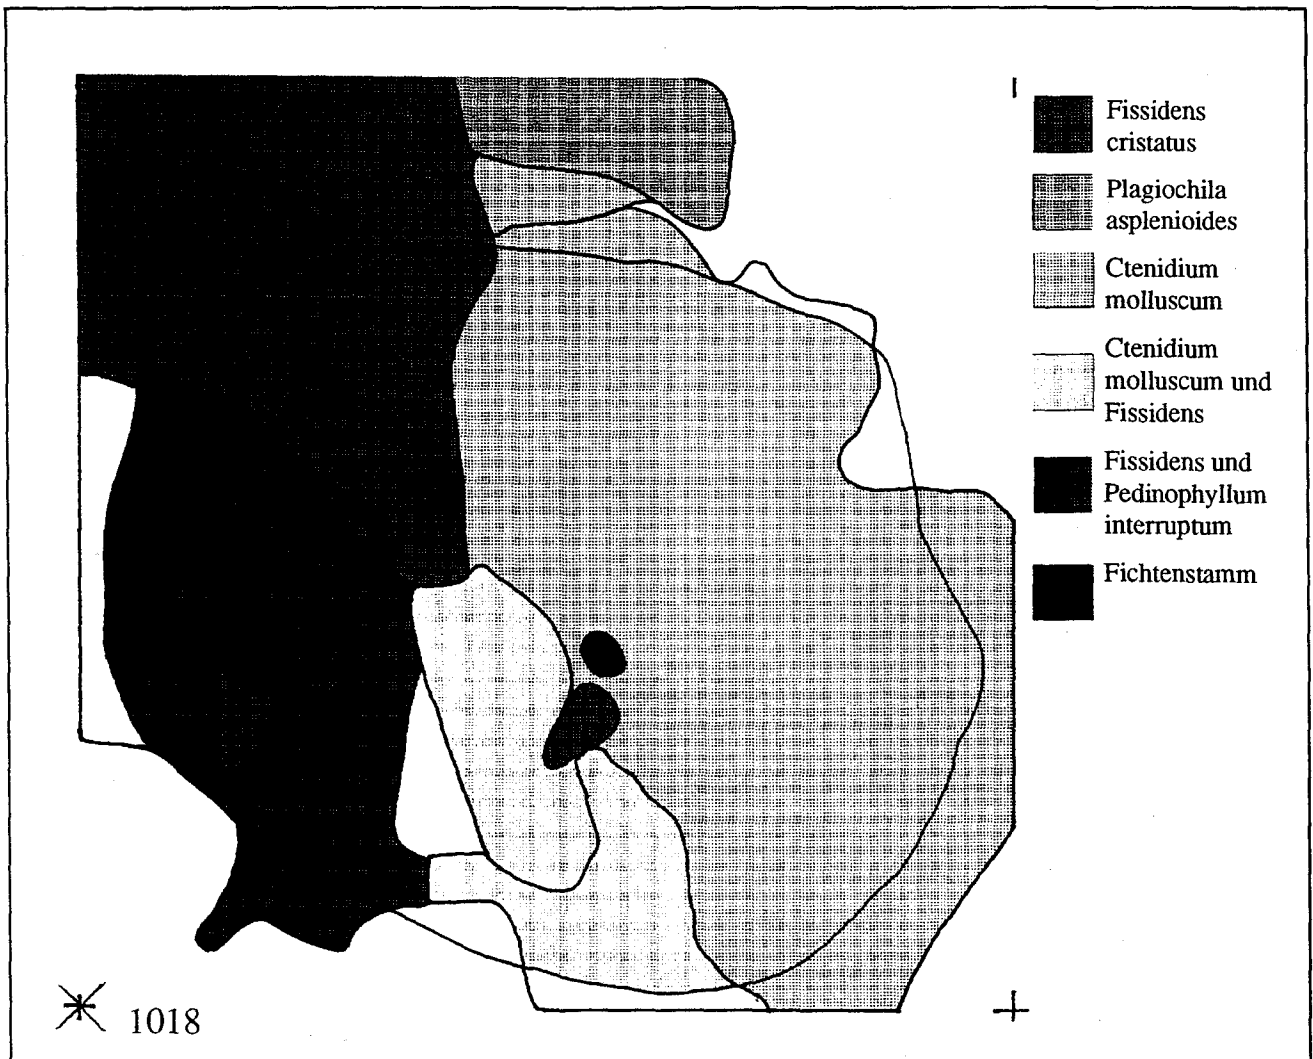 Fissidens
cristatus
Plagiochila
asplenioides
Ctenidium
molluscum
Ctenidium
molluscum und
Fissidens
Fissidens und
Pedinophyllum
interruptum
Fichtenstamm
1018